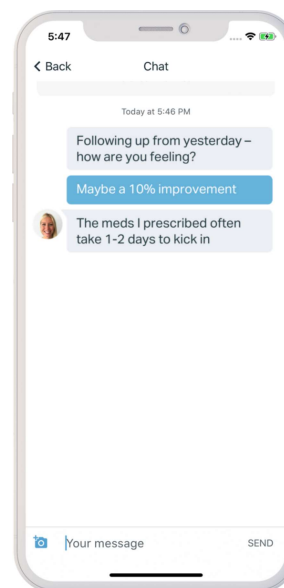 5:47
Back
Chat
Today at 5:46 PM
Following up from yesterday –
how are you feeling?
Maybe a 10% improvement
The meds I prescribed often
take 1-2 days to kick in
Your message
SEND